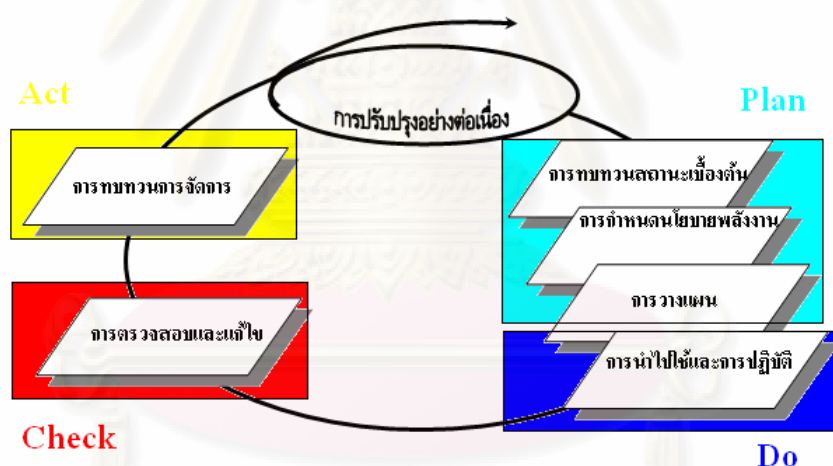 Act
Plan
การปรับปรุงอย่างต่อเนื่อง
การทบทวนการจัดการ
การทบทวนสถานะเบื้องต้น
การกำหนดนโยบายพลังงาน
การวางแผน
การตรวจสอบและแก้ไข
การนำไปใช้และการปฏิบัติ
Check
Do